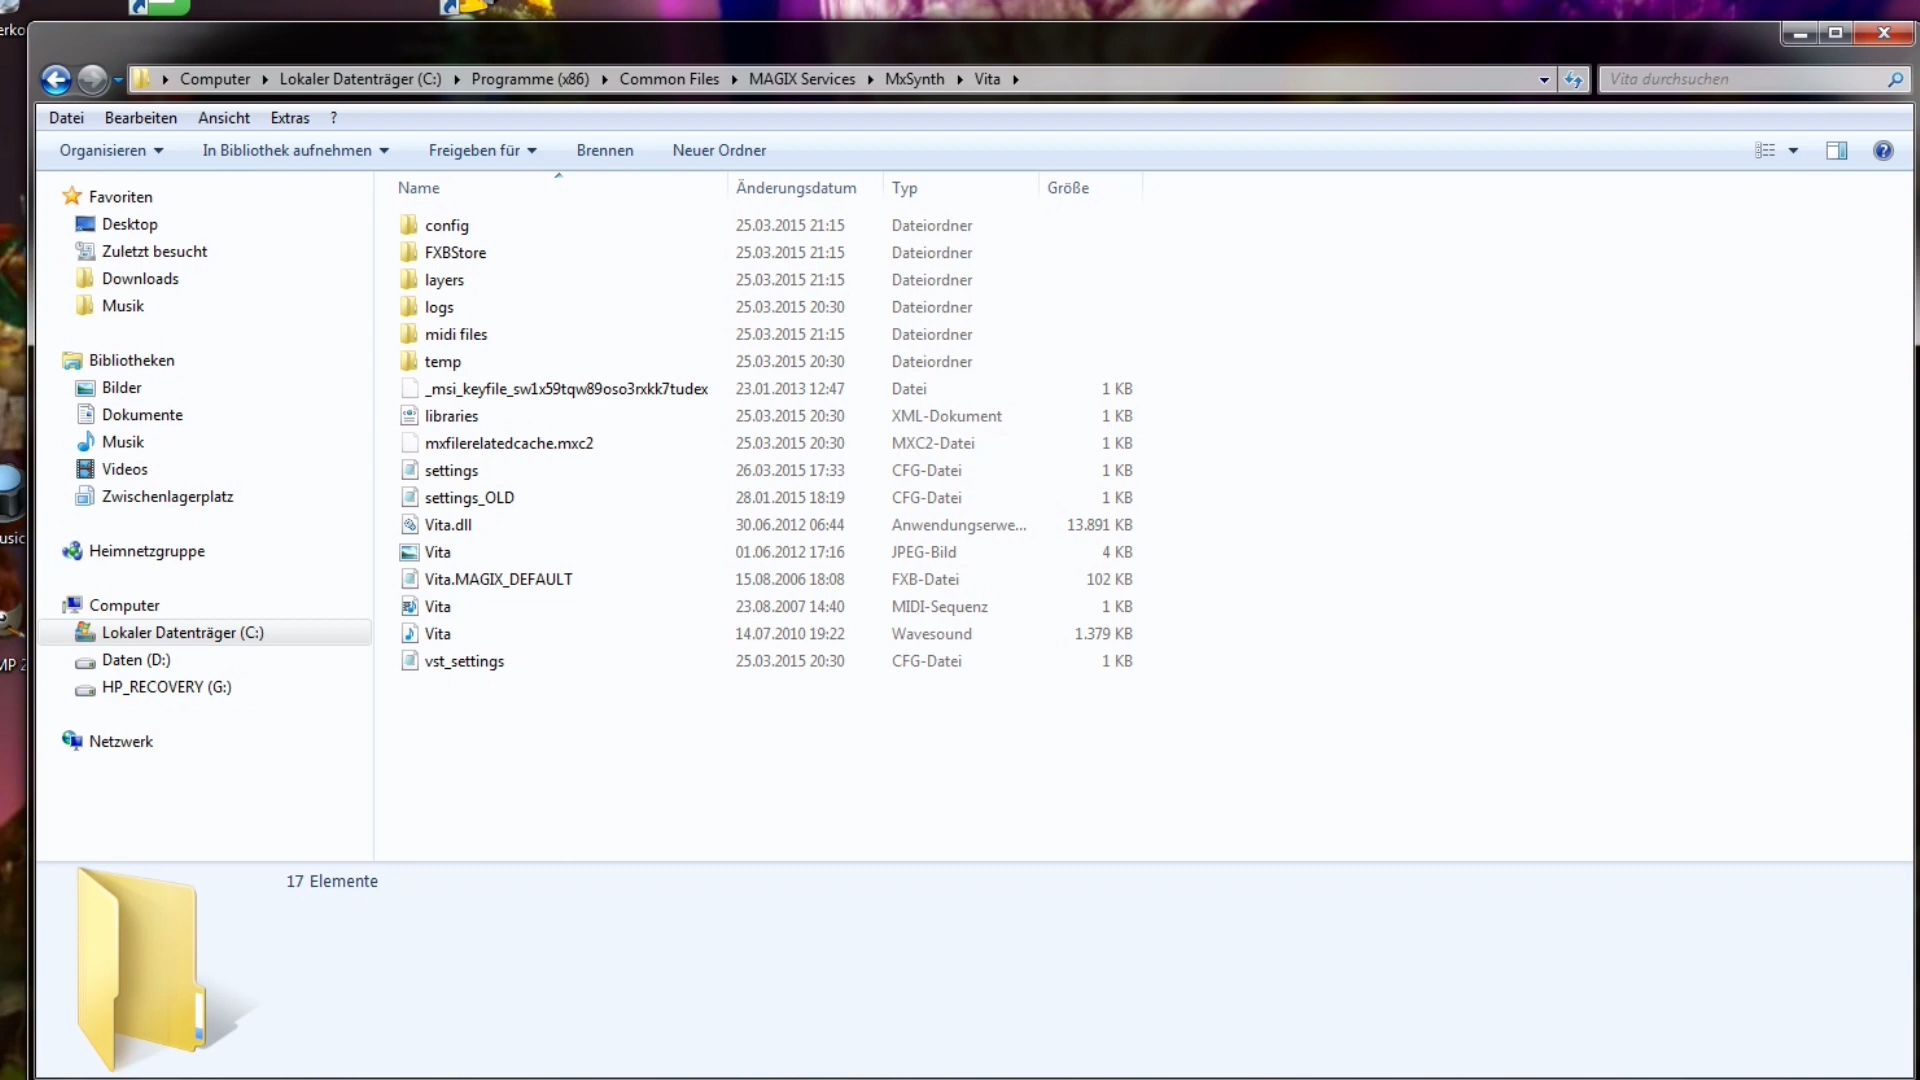 erko
Computer Lokaler Datenträger (C:) Programme (x86) Common Files MAGIX Services MxSynth Vita
Vita durchsuchen
Datei Bearbeiten Ansicht Extras ?
Organisieren In Bibliothek aufnehmen Freigeben für Brennen Neuer Ordner
Favoriten
Desktop
Zuletzt besucht
Downloads
Musik
Bibliotheken
Bilder
Dokumente
Musik
Videos
Zwischenlagerplatz
Heimnetzgruppe
Computer
Lokaler Datenträger (C:)
Daten (D:)
HP_RECOVERY (G:)
Netzwerk
usic
MP 2
Name Änderungsdatum Typ Größe
config 25.03.2015 21:15 Dateiordner
FXBStore 25.03.2015 21:15 Dateiordner
layers 25.03.2015 21:15 Dateiordner
logs 25.03.2015 20:30 Dateiordner
midi files 25.03.2015 21:15 Dateiordner
temp 25.03.2015 20:30 Dateiordner
_msi_keyfile_sw1x59tqw89oso3rxkk7tudex 23.01.2013 12:47 Datei 1 KB
libraries 25.03.2015 20:30 XML-Dokument 1 KB
mxfilerelatedcache.mxc2 25.03.2015 20:30 MXC2-Datei 1 KB
settings 26.03.2015 17:33 CFG-Datei 1 KB
settings_OLD 28.01.2015 18:19 CFG-Datei 1 KB
Vita.dll 30.06.2012 06:44 Anwendungserwe... 13.891 KB
Vita 01.06.2012 17:16 JPEG-Bild 4 KB
Vita.MAGIX_DEFAULT 15.08.2006 18:08 FXB-Datei 102 KB
Vita 23.08.2007 14:40 MIDI-Sequenz 1 KB
Vita 14.07.2010 19:22 Wavesound 1.379 KB
vst_settings 25.03.2015 20:30 CFG-Datei 1 KB
17 Elemente